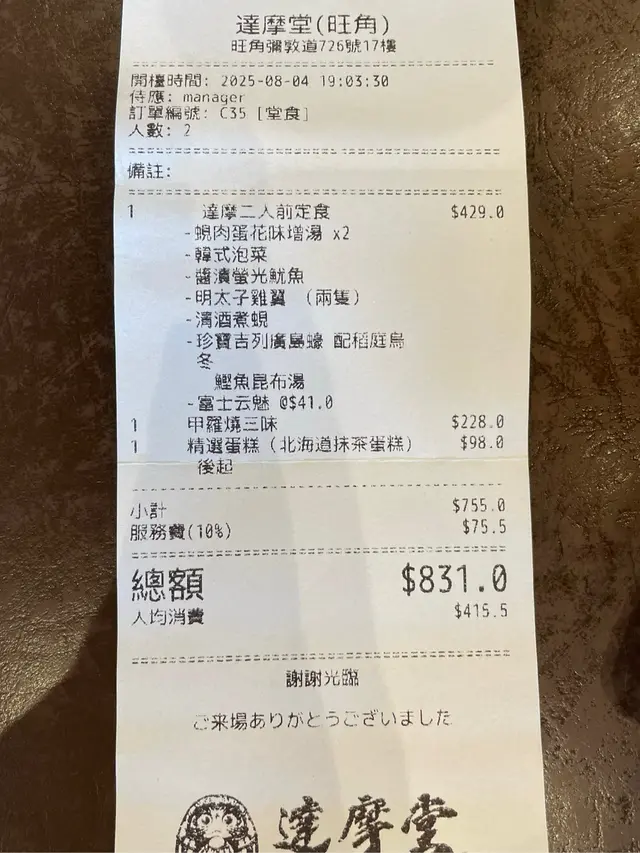 達摩堂(旺角)
旺角彌敦道726號17樓
開檯時間: 2025-08-04 19:03:30
侍應: manager
訂單編號: C35 [堂食]
人數: 2
備註:
1 達摩二人前定食 $429.0
-蜆肉蛋花味增湯 x2
-韓式泡菜
-醬漬螢光魷魚
-明太子雞翼 (兩隻)
-清酒煮蜆
-珍寶吉列廣島蠔 配稻庭烏
冬
鰹魚昆布湯
-富士云魅 @$41.0
1 甲羅燒三味 $228.0
1 精選蛋糕(北海道抹茶蛋糕) $98.0
後起
小計 $755.0
服務費(10%) $75.5
總額 $831.0
人均消費 $415.5
謝謝光臨
ご来場ありがとうございました
達摩堂